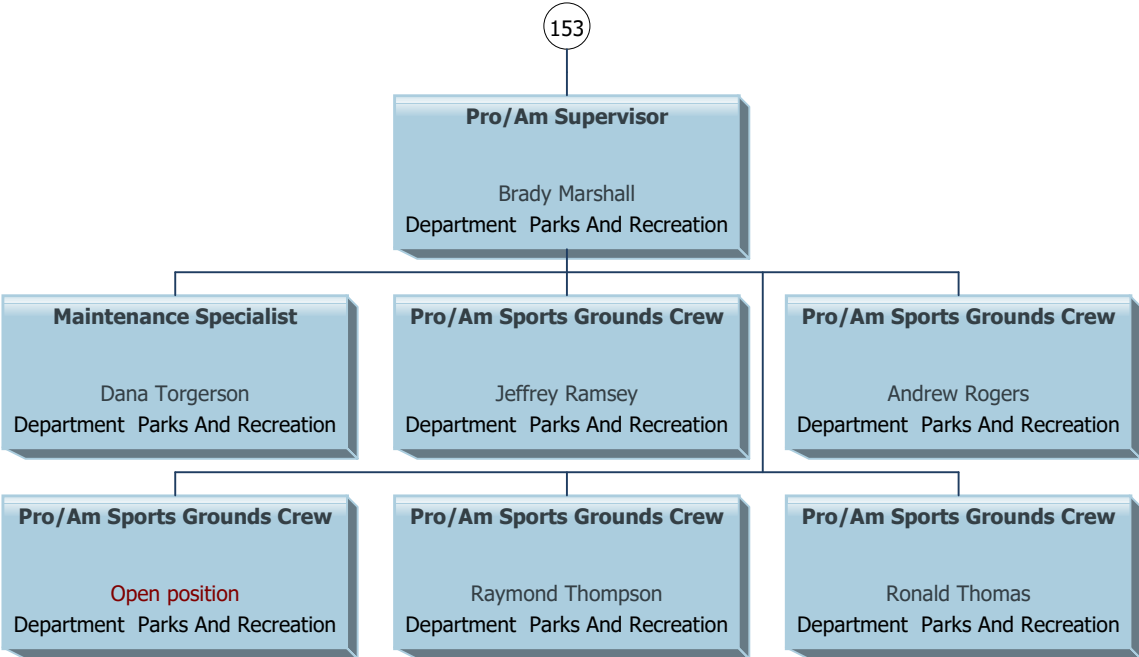 153
Pro/Am Supervisor
Brady Marshall
Department  Parks And Recreation
Maintenance Specialist
Dana Torgerson
Department  Parks And Recreation
Pro/Am Sports Grounds Crew
Jeffrey Ramsey
Department  Parks And Recreation
Pro/Am Sports Grounds Crew
Andrew Rogers
Department  Parks And Recreation
Pro/Am Sports Grounds Crew
Open position
Department  Parks And Recreation
Pro/Am Sports Grounds Crew
Raymond Thompson
Department  Parks And Recreation
Pro/Am Sports Grounds Crew
Ronald Thomas
Department  Parks And Recreation